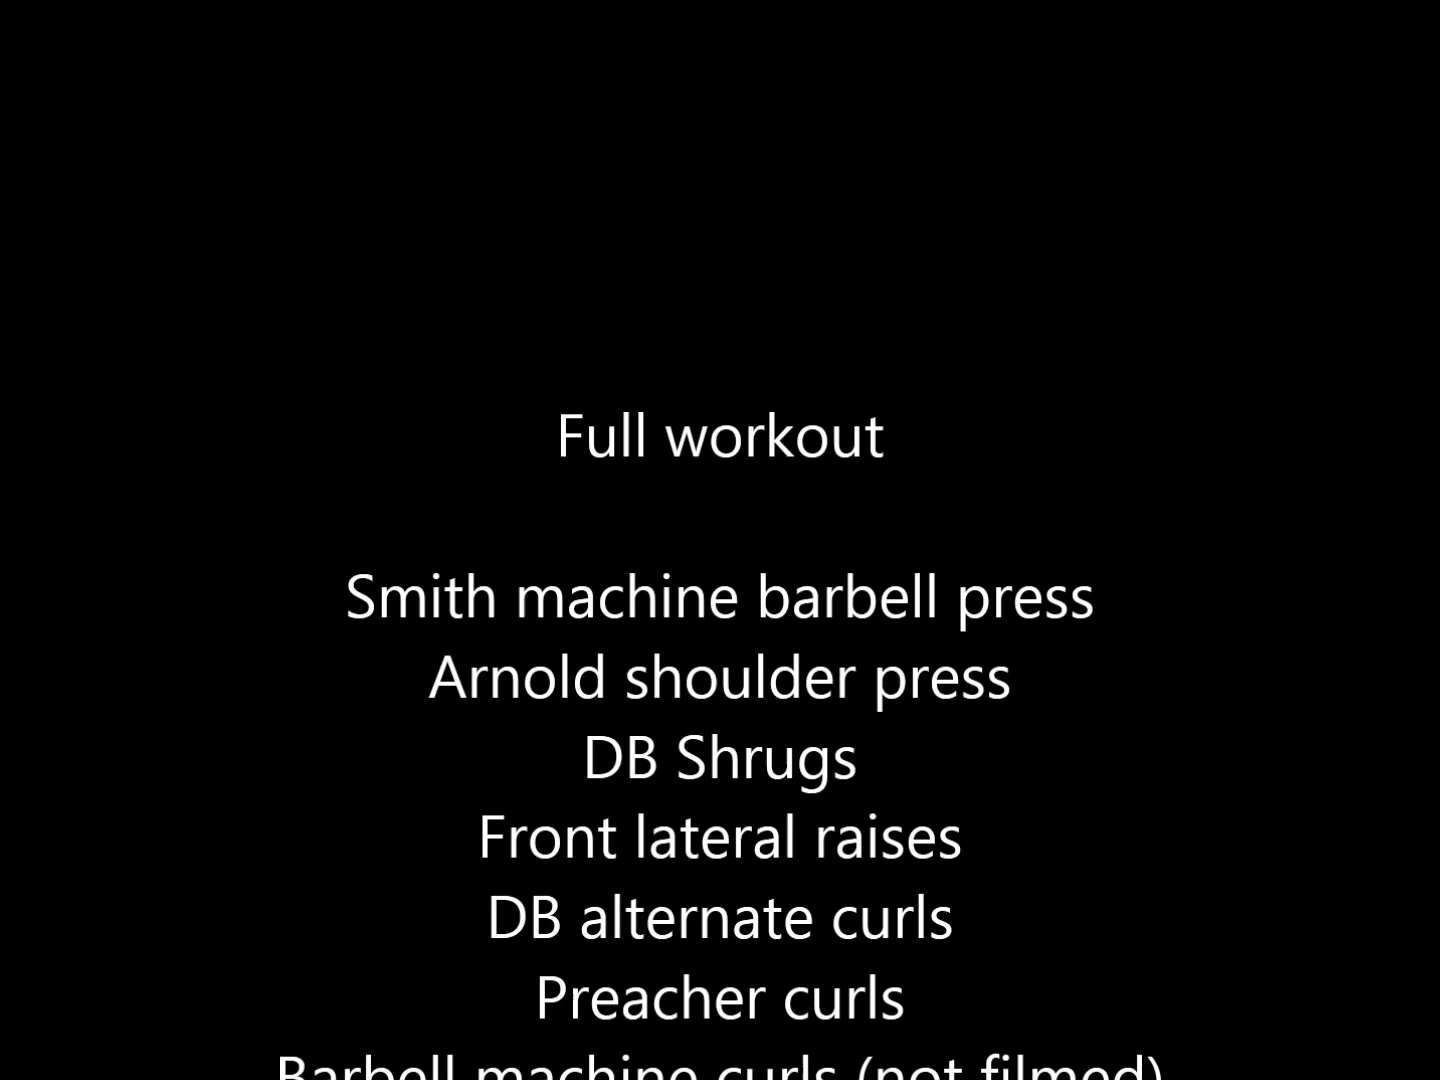 Full workout
Smith machine barbell press
Arnold shoulder press
DB Shrugs
Front lateral raises
DB alternate curls
Preacher curls
Barbell machine curls (not filmed)